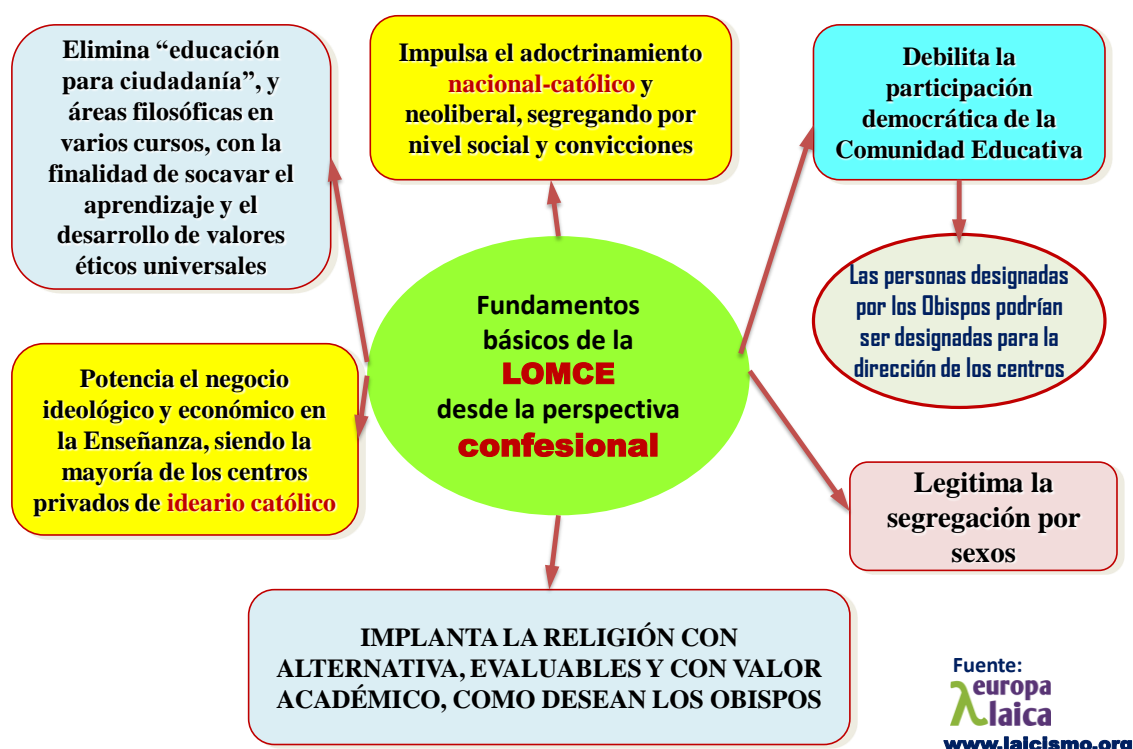 Elimina “educación
para ciudadanía”, y
áreas filosóficas en
varios cursos, con la
finalidad de socavar el
aprendizaje y el
desarrollo de valores
éticos universales
Impulsa el adoctrinamiento
nacional-católico y
neoliberal, segregando por
nivel social y convicciones
Debilita la
participación
democrática de la
Comunidad Educativa
Las personas designadas
por los Obispos podrían
ser designadas para la
dirección de los centros
Fundamentos
básicos de la
LOMCE
desde la perspectiva
confesional
Potencia el negocio
ideológico y económico en
la Enseñanza, siendo la
mayoría de los centros
privados de ideario católico
Legitima la
segregación por
sexos
IMPLANTA LA RELIGIÓN CON
ALTERNATIVA, EVALUABLES Y CON VALOR
ACADÉMICO, COMO DESEAN LOS OBISPOS
Fuente:
europa
laica
www.laicismo.org